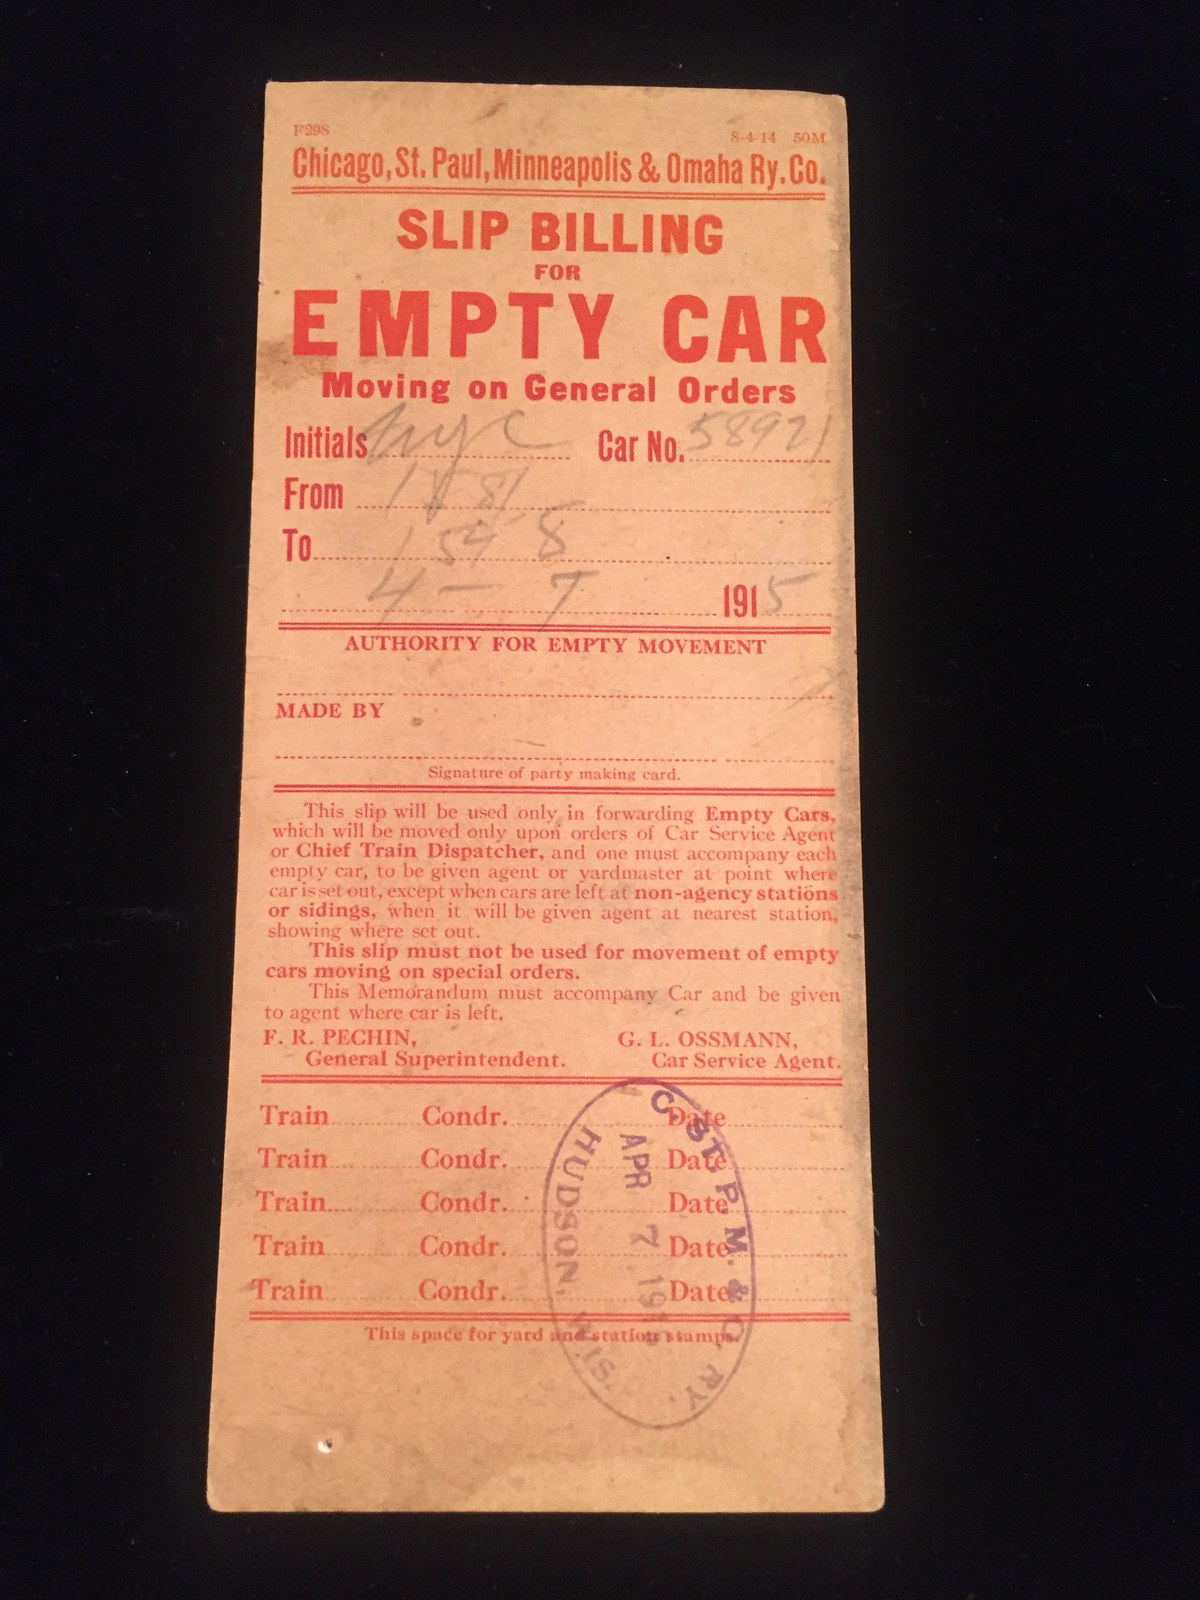 F298 8-4-14 50M
Chicago, St. Paul, Minneapolis & Omaha Ry. Co.
SLIP BILLING
FOR
EMPTY CAR
Moving on General Orders
Initials NYC Car No. 58921
From 81
To 159 8
4 - 7 1915
AUTHORITY FOR EMPTY MOVEMENT
MADE BY
Signature of party making card.
This slip will be used only in forwarding Empty Cars,
which will be moved only upon orders of Car Service Agent
or Chief Train Dispatcher, and one must accompany each
empty car, to be given agent or yardmaster at point where
car is set out, except when cars are left at non-agency stations
or sidings, when it will be given agent at nearest station,
showing where set out.
This slip must not be used for movement of empty
cars moving on special orders.
This Memorandum must accompany Car and be given
to agent where car is left.
F. R. PECHIN, G. L. OSSMANN,
General Superintendent. Car Service Agent.
Train Condr. Date
Train Condr. Date
Train Condr. Date
Train Condr. Date
Train Condr. Date
This space for yard and station stamps.
C. ST. P. M. & O. RY.
APR 7 191
HUDSON, WIS.